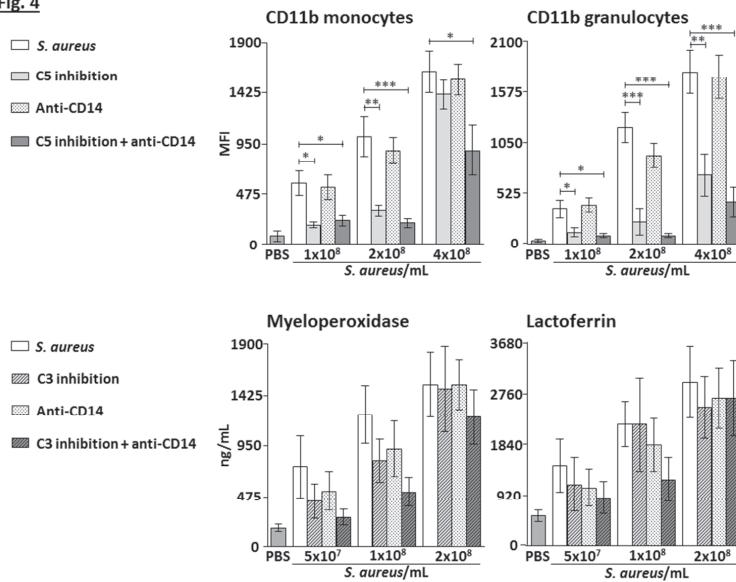 Fig. 4
S. aureus
C5 inhibition
Anti-CD14
C5 inhibition + anti-CD14
CD11b monocytes
1900
1425
950
475
0
MFI
*
*
**
***
*
PBS 1x10⁸ 2x10⁸ 4x10⁸
S. aureus/mL
CD11b granulocytes
2100
1575
1050
525
0
*
*
***
***
**
***
PBS 1x10⁸ 2x10⁸ 4x10⁸
S. aureus/mL
S. aureus
C3 inhibition
Anti-CD14
C3 inhibition + anti-CD14
Myeloperoxidase
1900
1425
950
475
0
ng/mL
PBS 5x10⁷ 1x10⁸ 2x10⁸
S. aureus/mL
Lactoferrin
3680
2760
1840
920
0
PBS 5x10⁷ 1x10⁸ 2x10⁸
S. aureus/mL